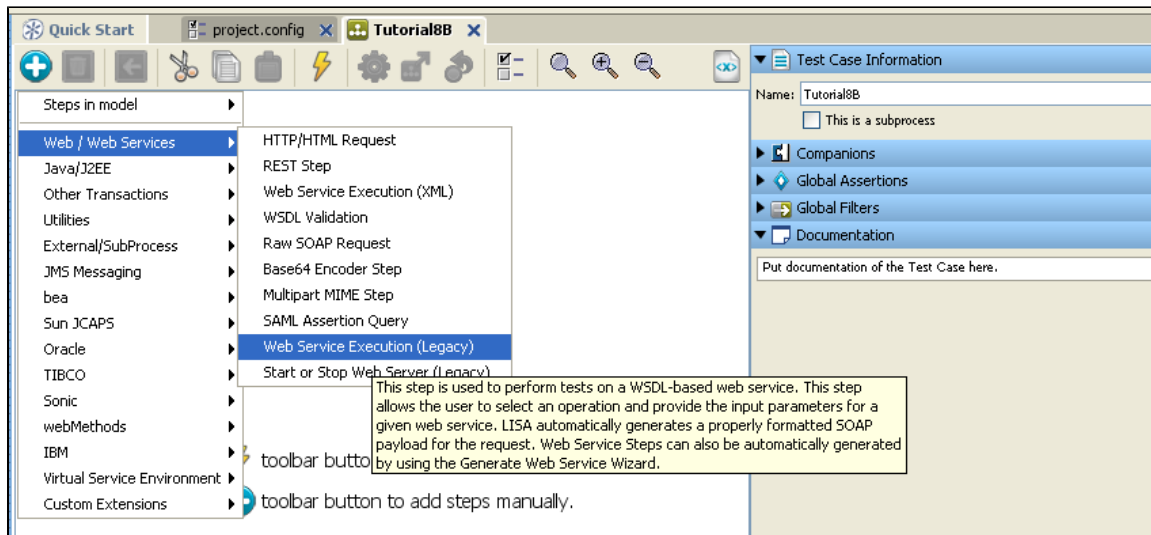 Quick Start
project.config
Tutorial8B
Test Case Information
Name: Tutorial8B
This is a subprocess
Companions
Global Assertions
Global Filters
Documentation
Put documentation of the Test Case here.
Steps in model
Web / Web Services
Java/J2EE
Other Transactions
Utilities
External/SubProcess
JMS Messaging
bea
Sun JCAPS
Oracle
TIBCO
Sonic
webMethods
IBM
Virtual Service Environment
Custom Extensions
HTTP/HTML Request
REST Step
Web Service Execution (XML)
WSDL Validation
Raw SOAP Request
Base64 Encoder Step
Multipart MIME Step
SAML Assertion Query
Web Service Execution (Legacy)
Start or Stop Web Server (Legacy)
This step is used to perform tests on a WSDL-based web service. This step
allows the user to select an operation and provide the input parameters for a
given web service. LISA automatically generates a properly formatted SOAP
payload for the request. Web Service Steps can also be automatically generated
by using the Generate Web Service Wizard.
toolbar butto
toolbar button to add steps manually.